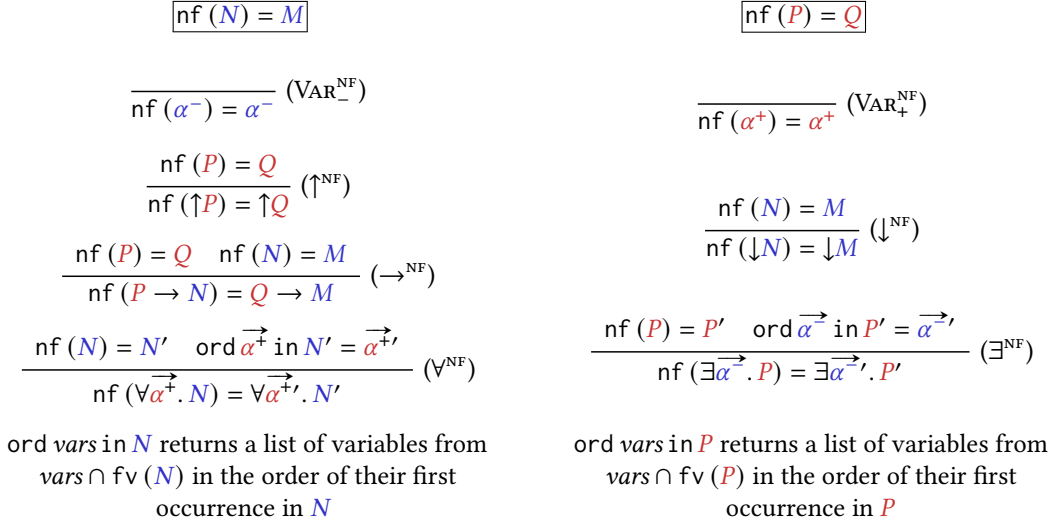 nf (N) = M
nf (α⁻) = α⁻ (Var₋ᴺᶠ)
nf (P) = Q
nf (↑P) = ↑Q (↑ᴺᶠ)
nf (P) = Q nf (N) = M
nf (P → N) = Q → M (→ᴺᶠ)
nf (N) = N′ ord α⁺⃗ in N′ = α⁺⃗′
nf (∀α⁺⃗. N) = ∀α⁺⃗′. N′ (∀ᴺᶠ)
ord vars in N returns a list of variables from
vars ∩ fv (N) in the order of their first
occurrence in N
nf (P) = Q
nf (α⁺) = α⁺ (Var₊ᴺᶠ)
nf (N) = M
nf (↓N) = ↓M (↓ᴺᶠ)
nf (P) = P′ ord α⁻⃗ in P′ = α⁻⃗′
nf (∃α⁻⃗. P) = ∃α⁻⃗′. P′ (∃ᴺᶠ)
ord vars in P returns a list of variables from
vars ∩ fv (P) in the order of their first
occurrence in P